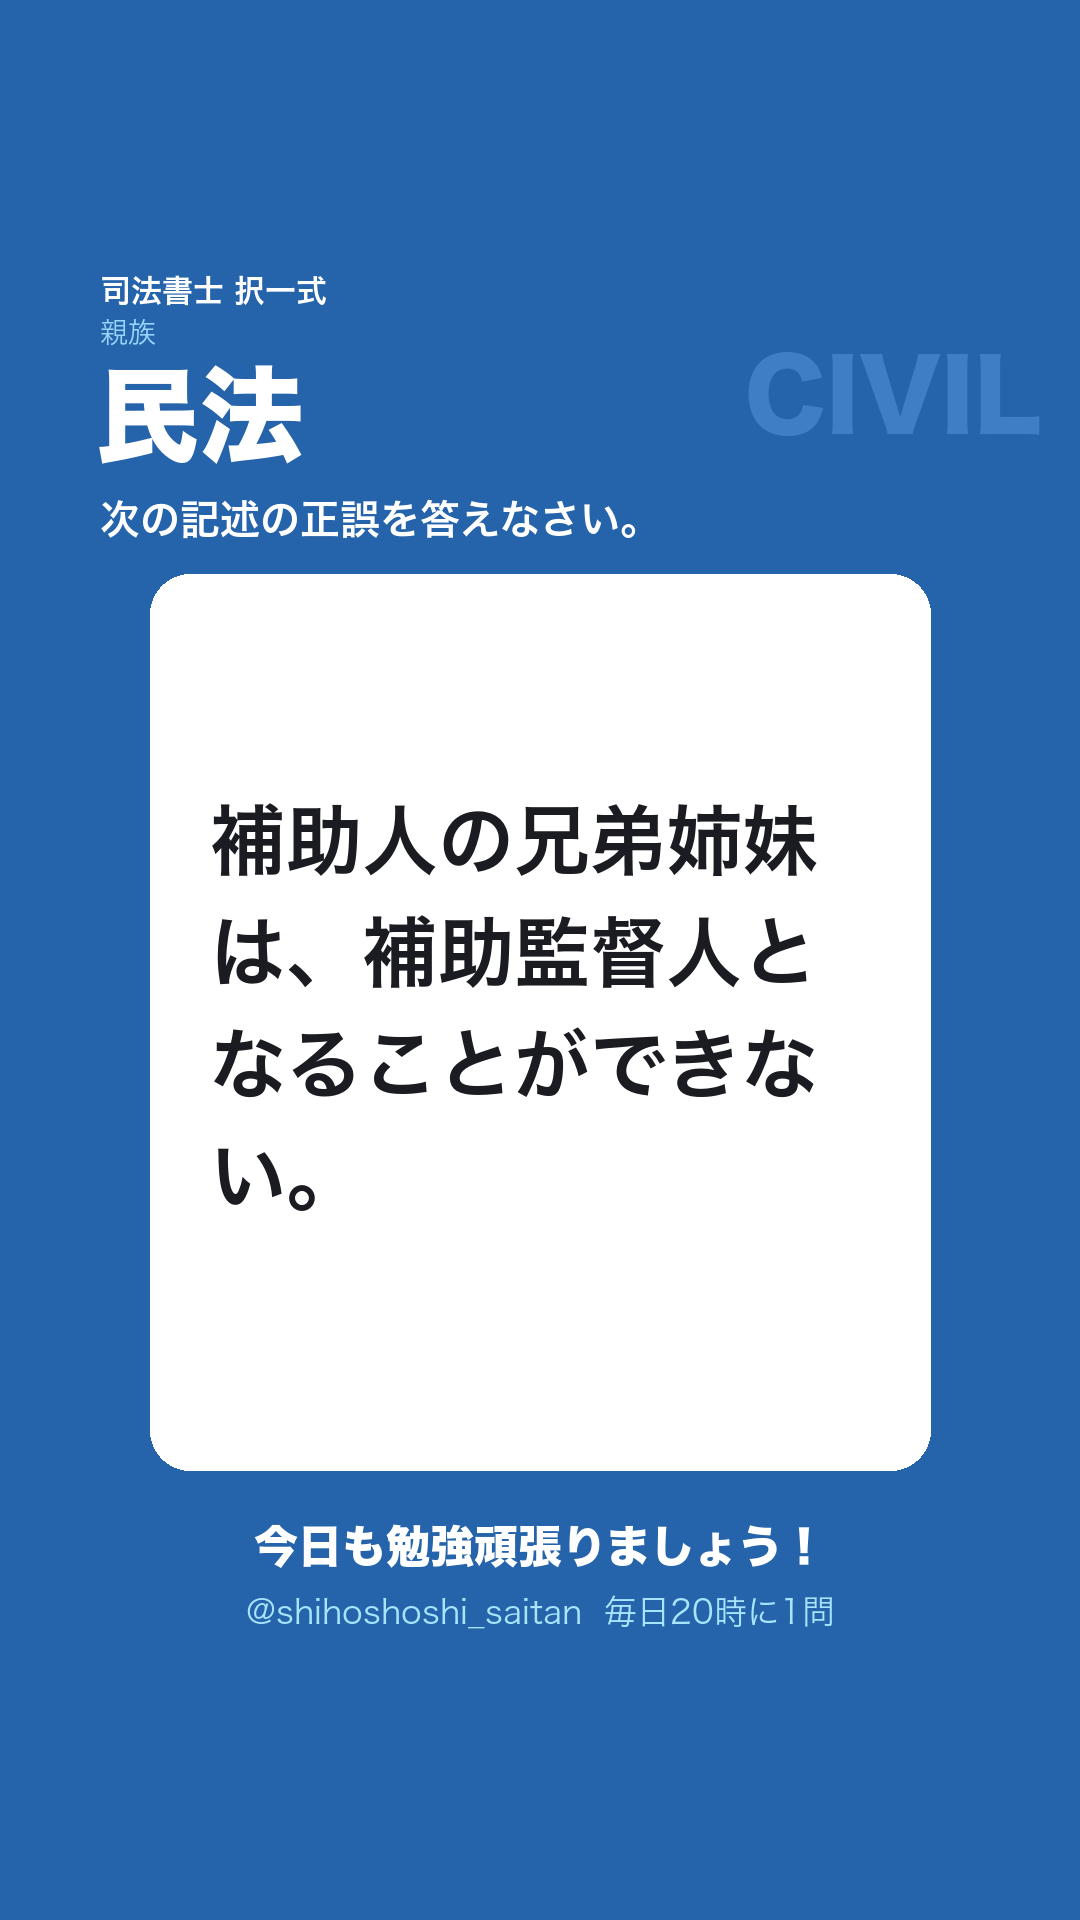 司法書士 択一式
親族
民法
CIVIL
次の記述の正誤を答えなさい。
補助人の兄弟姉妹
は、補助監督人と
なることができな
い。
今日も勉強頑張りましょう！
@shihoshoshi_saitan 毎日20時に1問